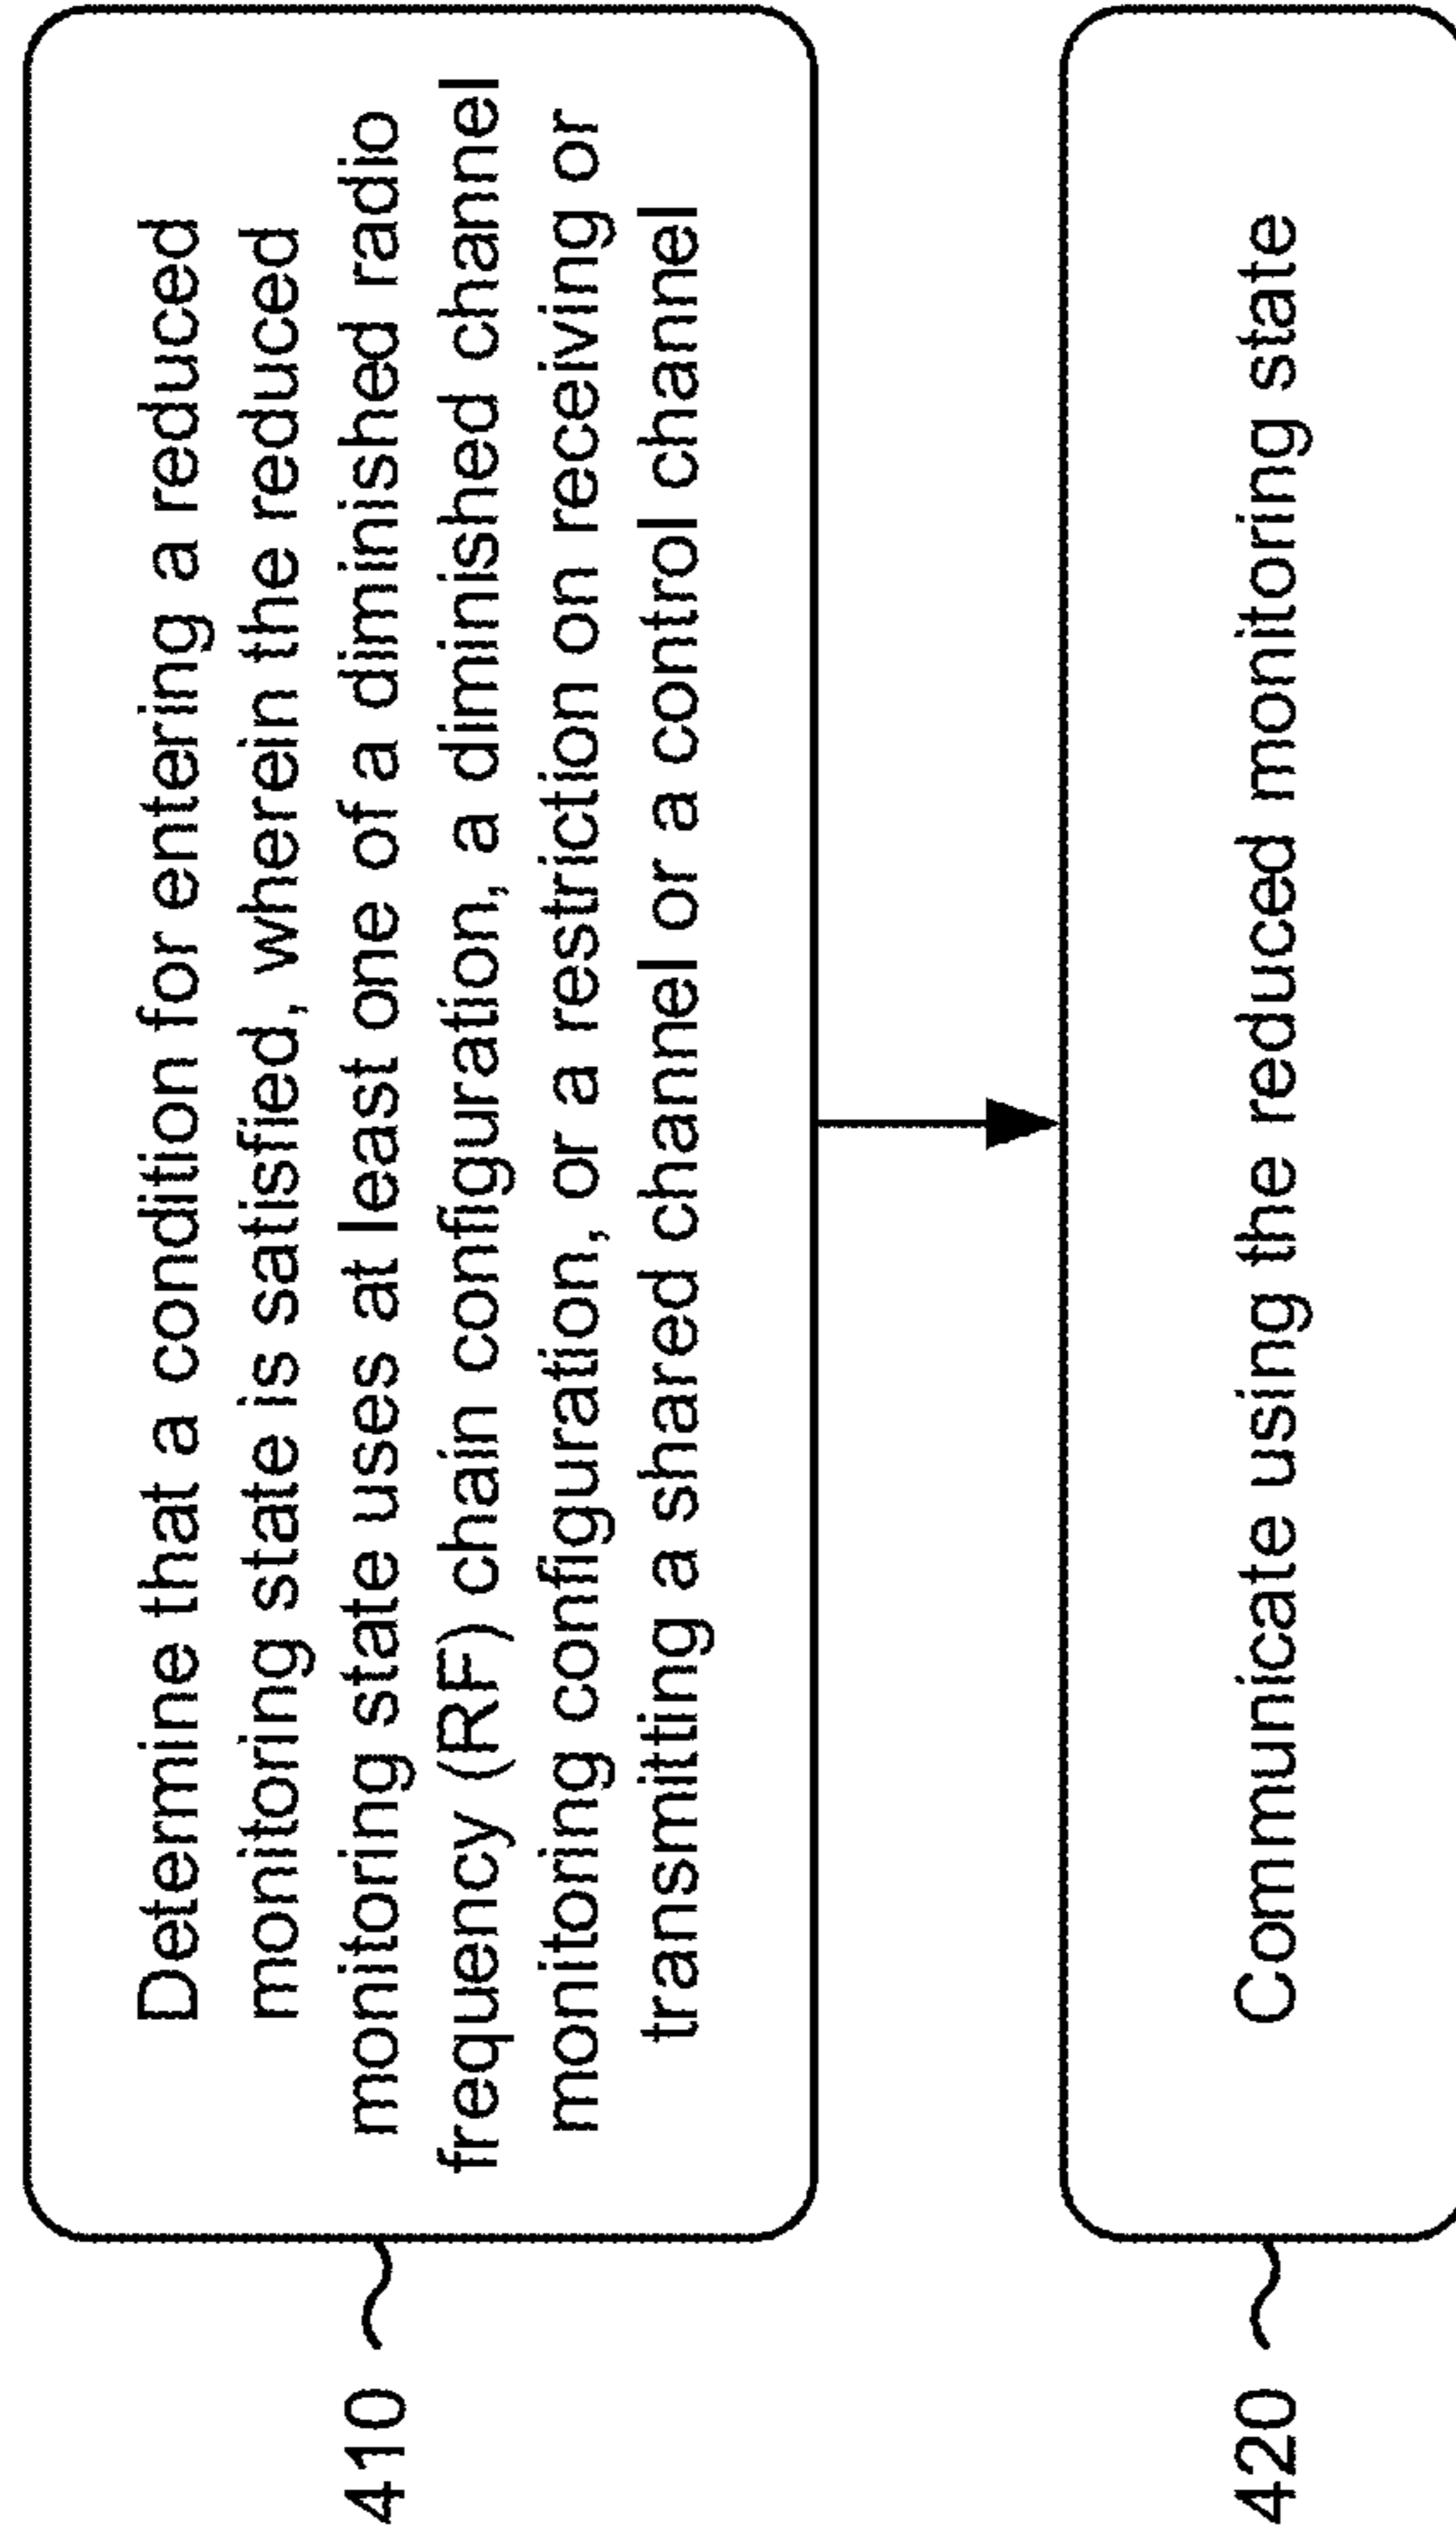 410
Determine that a condition for entering a reduced
monitoring state is satisfied, wherein the reduced
monitoring state uses at least one of a diminished radio
frequency (RF) chain configuration, a diminished channel
monitoring configuration, or a restriction on receiving or
transmitting a shared channel or a control channel
420
Communicate using the reduced monitoring state